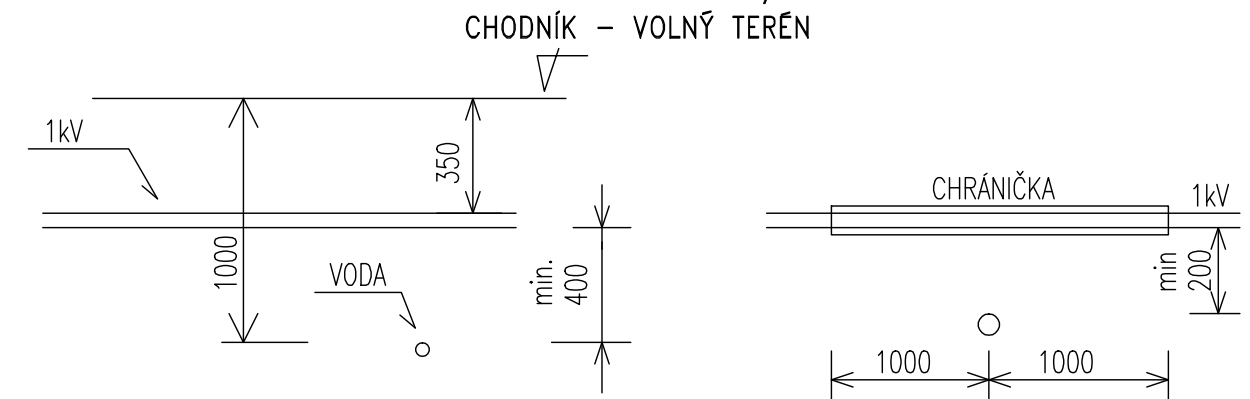 CHODNÍK – VOLNÝ TERÉN
1kV
350
1000
VODA
min.
400
CHRÁNIČKA
1kV
min
200
1000
1000